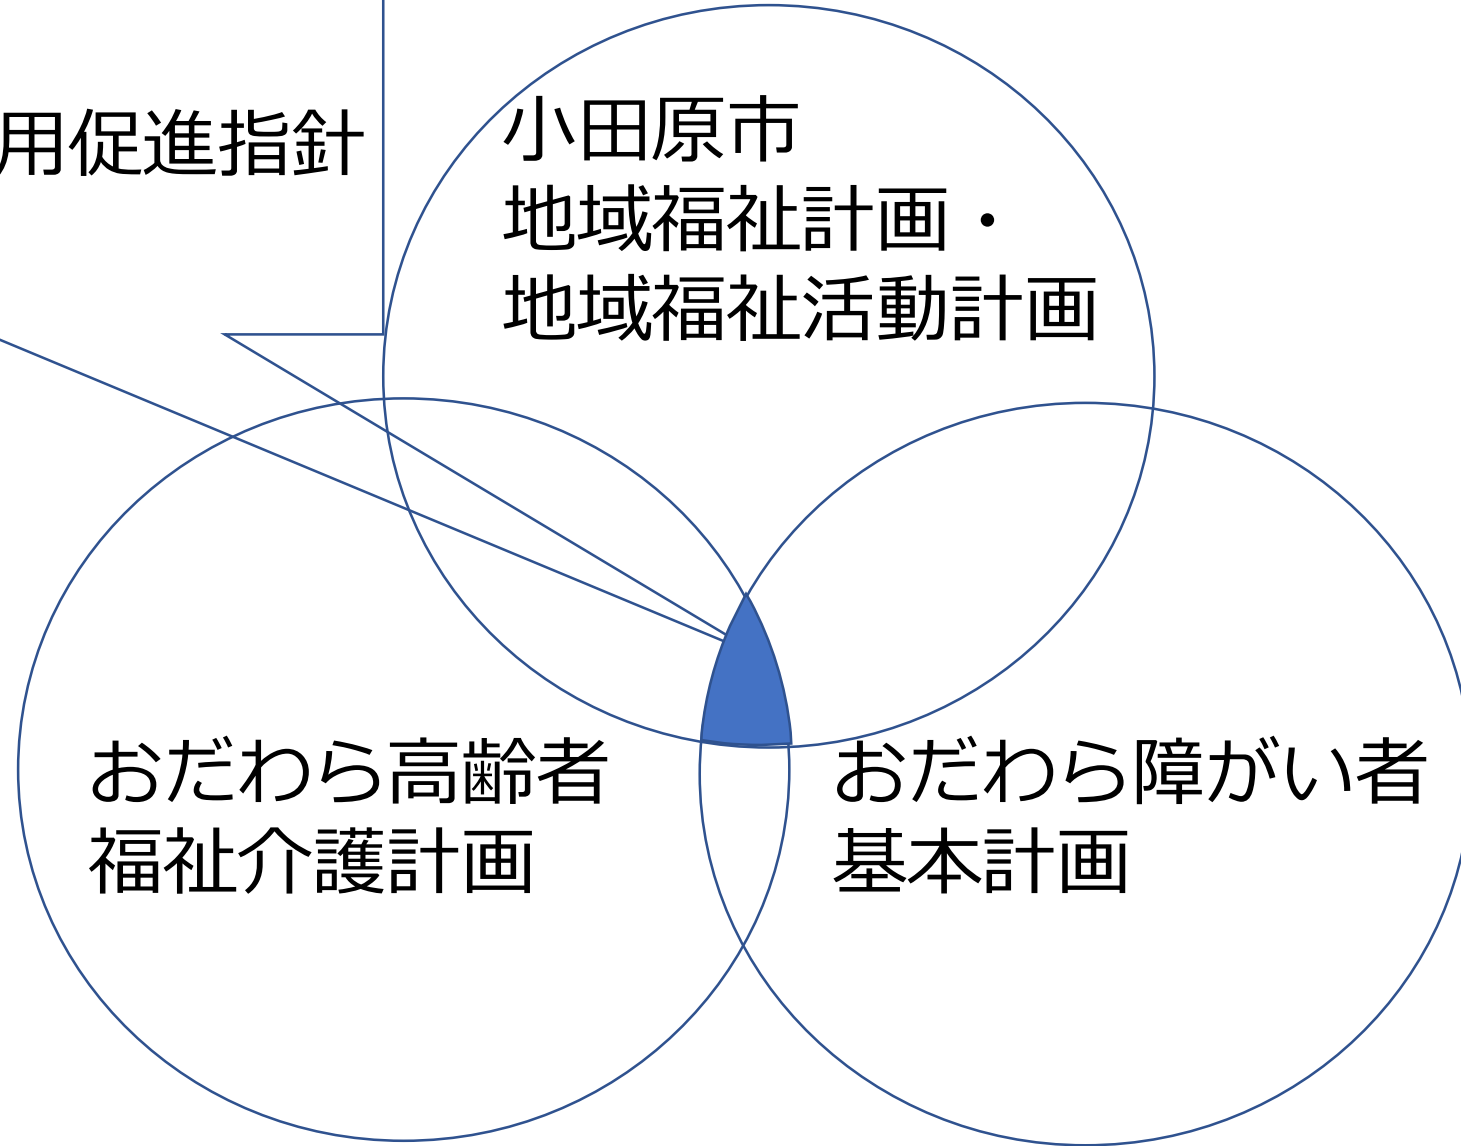 用促進指針
小田原市
地域福祉計画・
地域福祉活動計画
おだわら高齢者
福祉介護計画
おだわら障がい者
基本計画